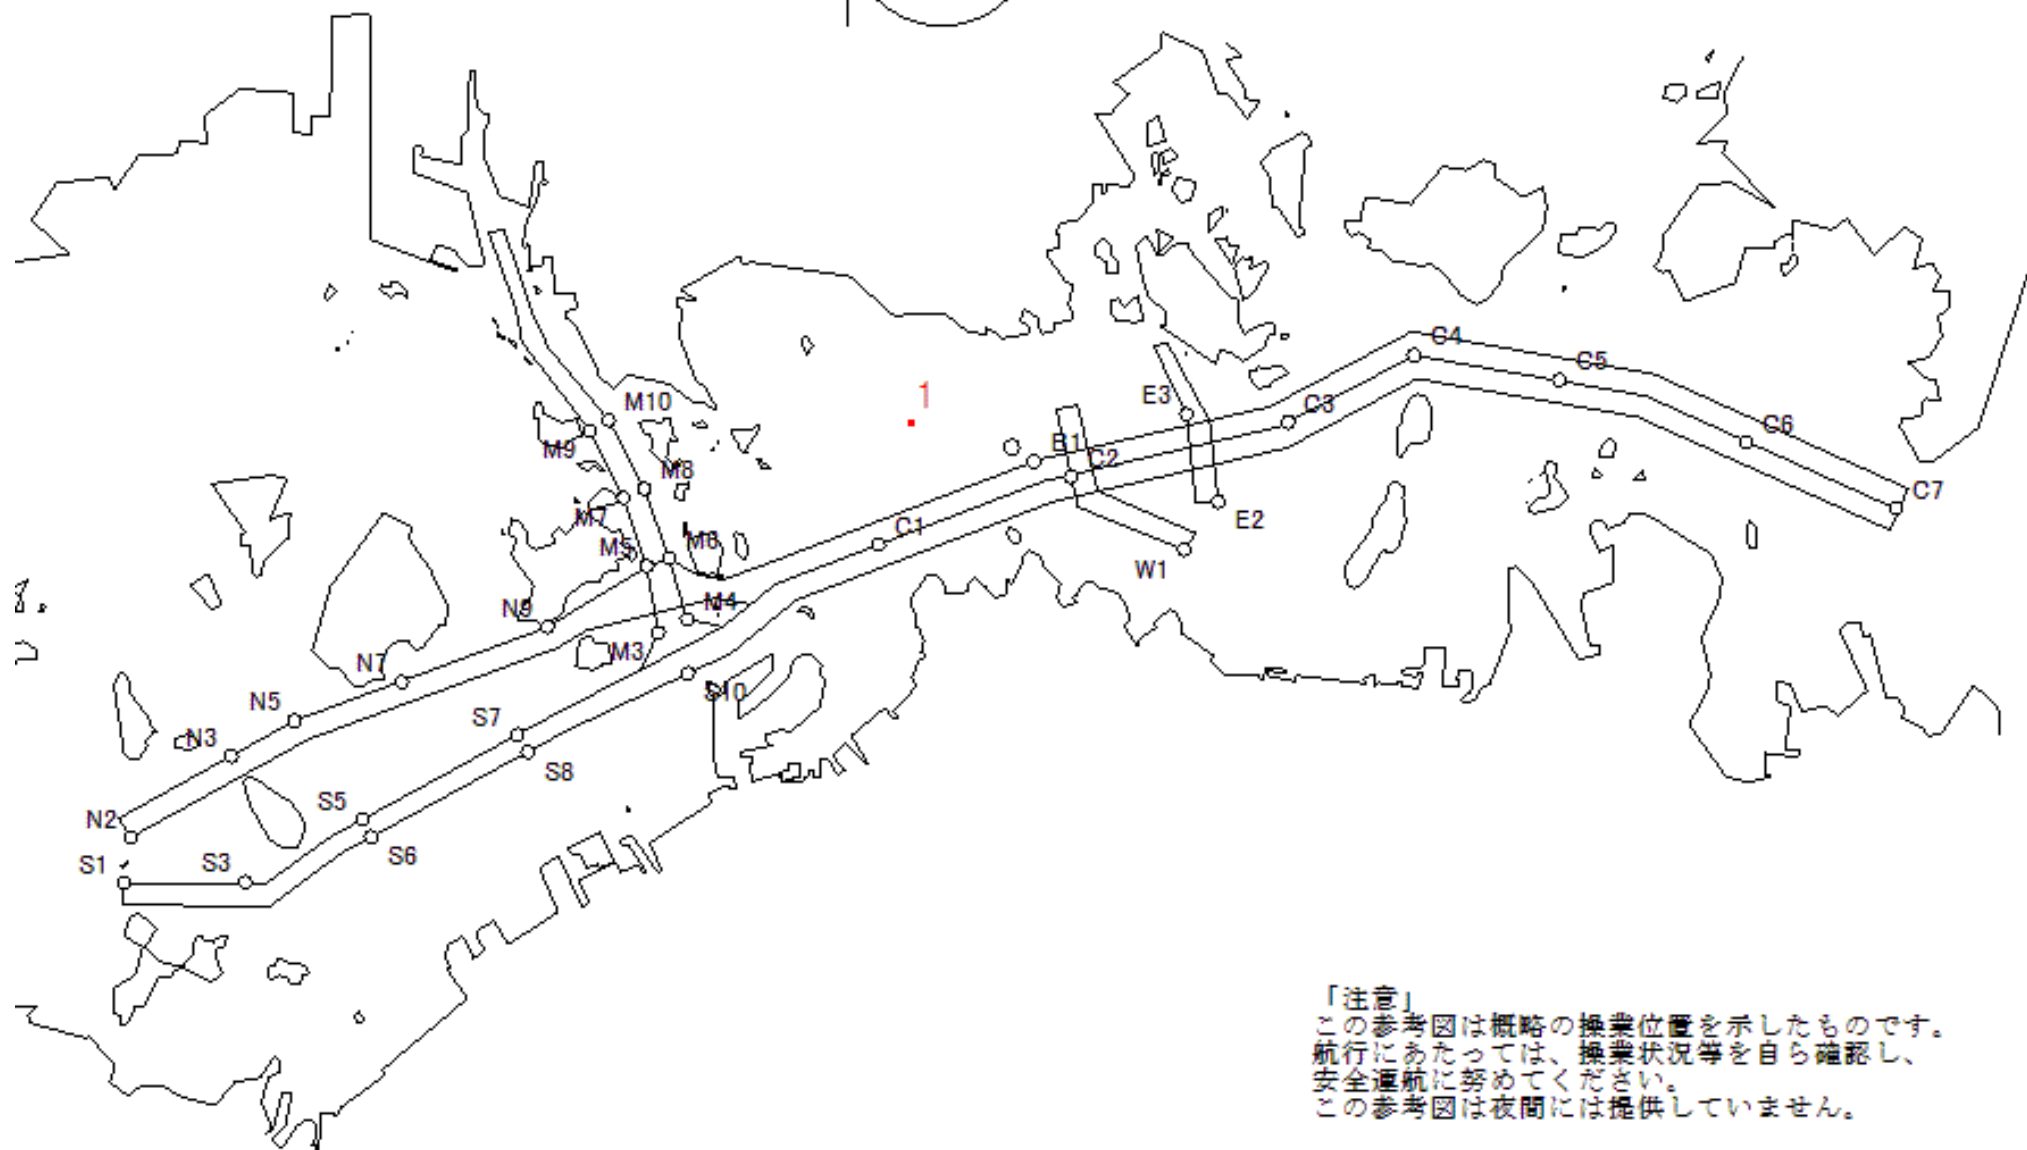 C4
C5
1
E3
M10
C3
C6
B1
M9
C2
M8
C7
M7
E2
C1
M6
M5
W1
N9
M4
N7
M3
S10
N5
S7
N3
S8
S5
N2
S6
S1
S3
「注意」
この参考図は概略の操業位置を示したものです。
航行にあたっては、操業状況等を自ら確認し、
安全運航に努めてください。
この参考図は夜間には提供していません。